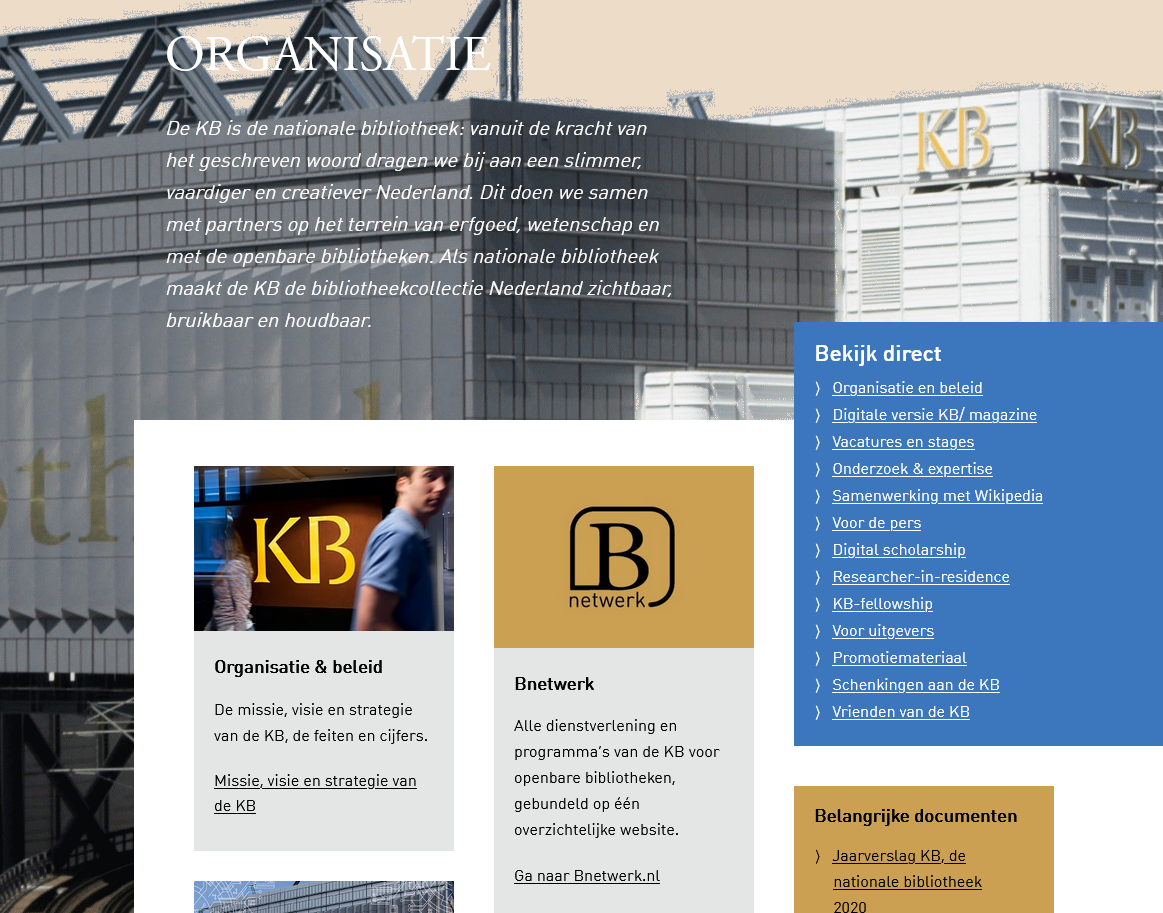 ORGANISATIE
De KB is de nationale bibliotheek: vanuit de kracht van
het geschreven woord dragen we bij aan een slimmer,
vaardiger en creatiever Nederland. Dit doen we samen
met partners op het terrein van erfgoed, wetenschap en
met de openbare bibliotheken. Als nationale bibliotheek
maakt de KB de bibliotheekcollectie Nederland zichtbaar,
bruikbaar en houdbaar.
KB
KB
Bekijk direct
⟩ Organisatie en beleid
⟩ Digitale versie KB/ magazine
⟩ Vacatures en stages
⟩ Onderzoek & expertise
⟩ Samenwerking met Wikipedia
⟩ Voor de pers
⟩ Digital scholarship
⟩ Researcher-in-residence
⟩ KB-fellowship
⟩ Voor uitgevers
⟩ Promotiemateriaal
⟩ Schenkingen aan de KB
⟩ Vrienden van de KB
KB
Organisatie & beleid
De missie, visie en strategie
van de KB, de feiten en cijfers.
Missie, visie en strategie van
de KB
B
netwerk
Bnetwerk
Alle dienstverlening en
programma's van de KB voor
openbare bibliotheken,
gebundeld op één
overzichtelijke website.
Ga naar Bnetwerk.nl
Belangrijke documenten
⟩ Jaarverslag KB, de
nationale bibliotheek
2020